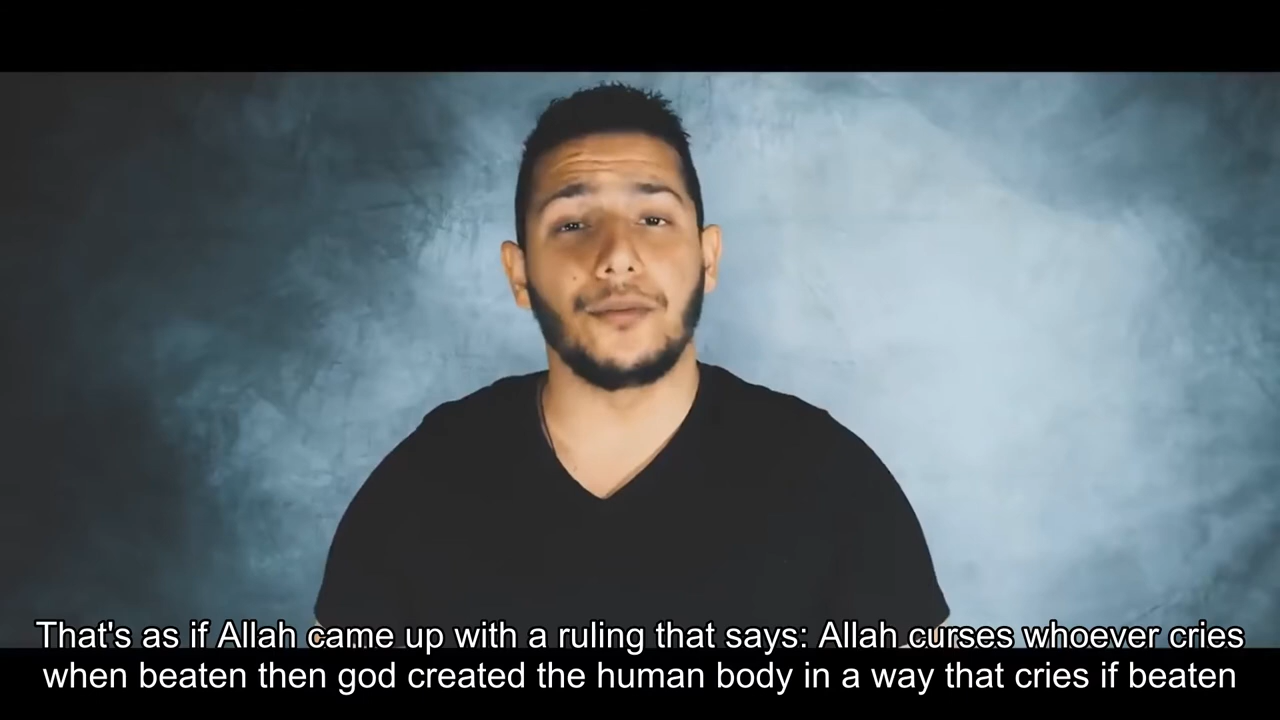 That's as if Allah came up with a ruling that says: Allah curses whoever cries
when beaten then god created the human body in a way that cries if beaten